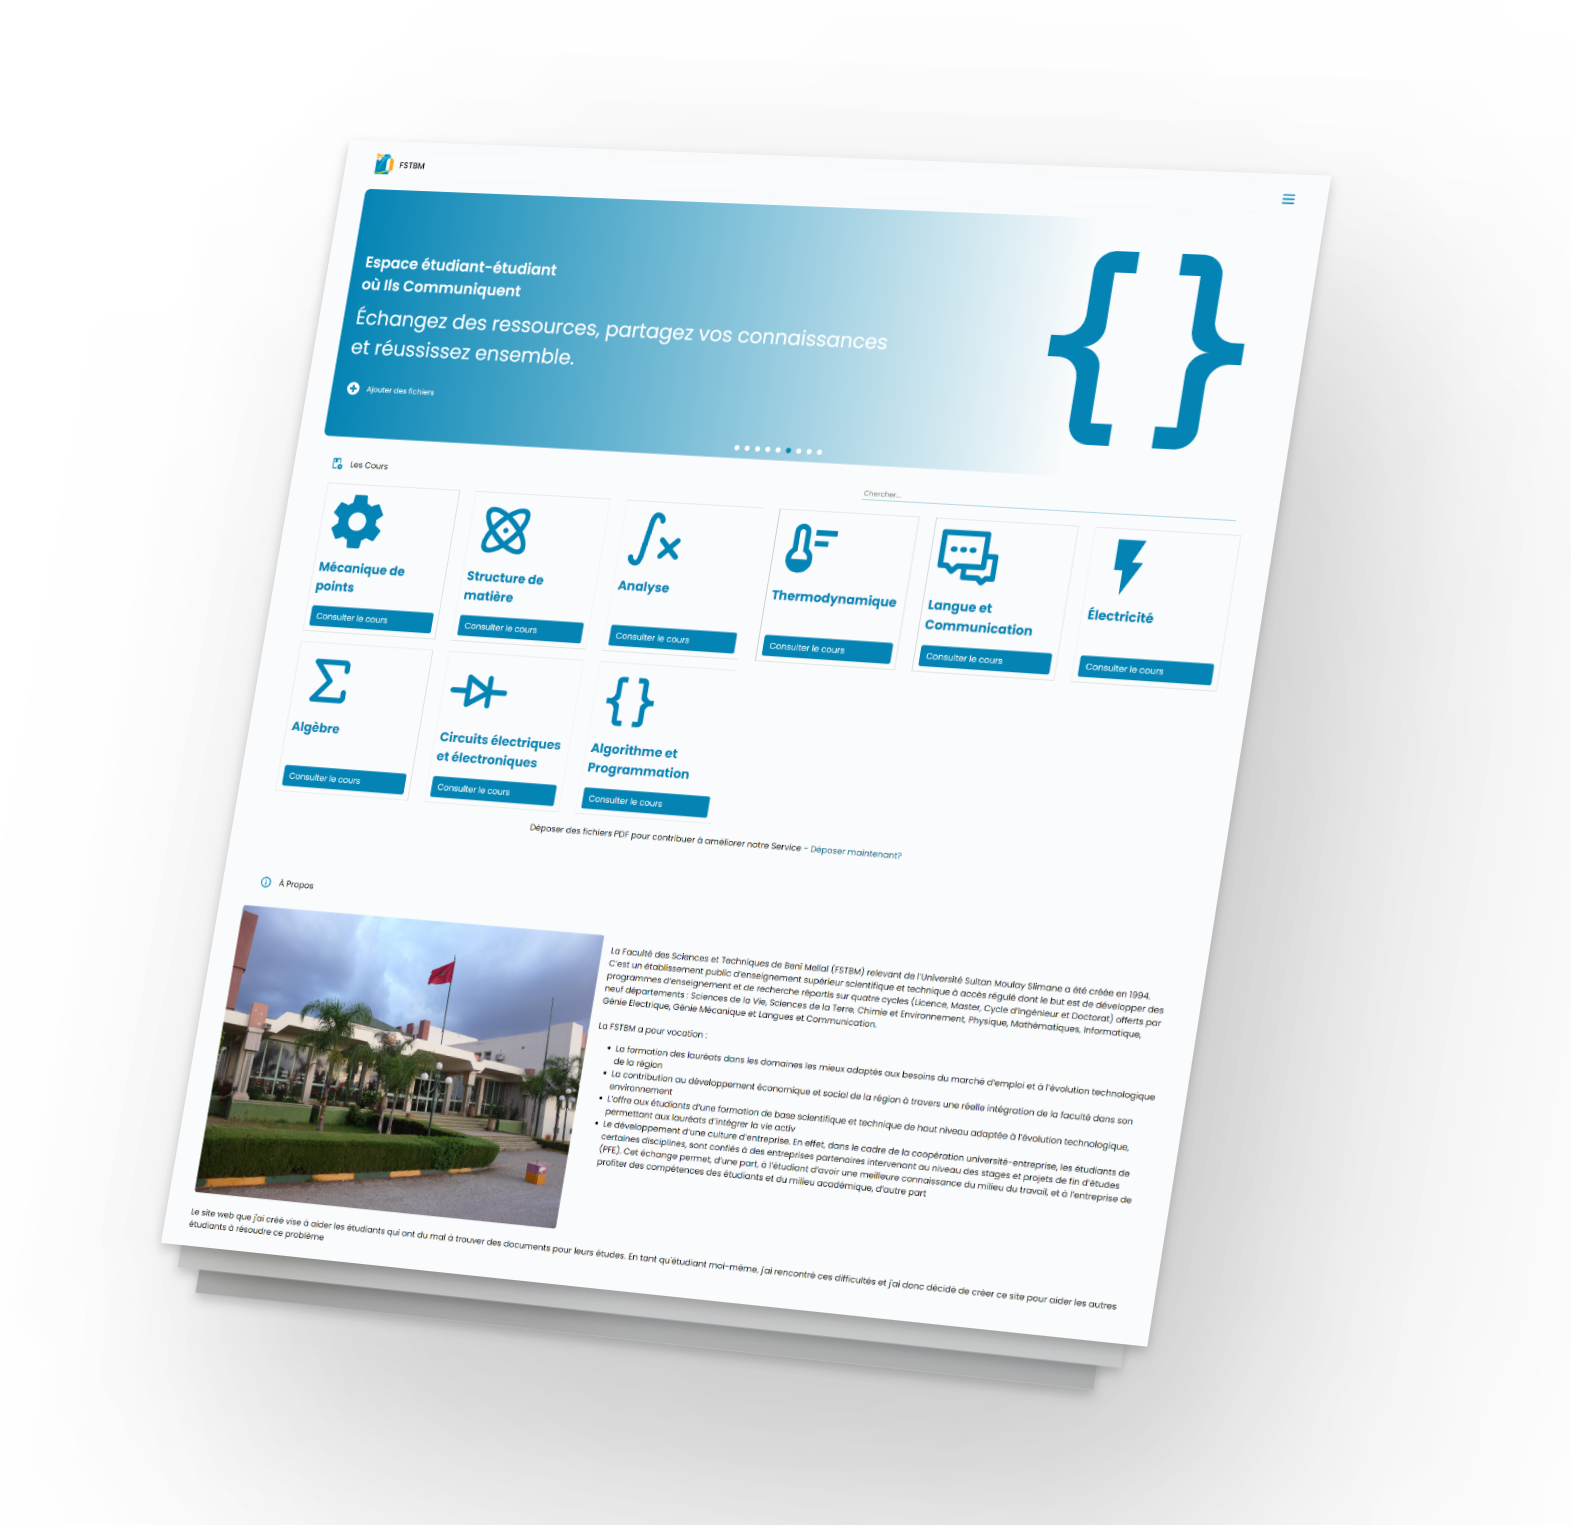 FSTBM
Espace étudiant-étudiant
où Ils Communiquent
Échangez des ressources, partagez vos connaissances
et réussissez ensemble.
Ajouter des fichiers
Les Cours
Chercher...
Mécanique de
points
Consulter le cours
Structure de
matière
Consulter le cours
Analyse
Consulter le cours
Thermodynamique
Consulter le cours
Langue et
Communication
Consulter le cours
Électricité
Consulter le cours
Algèbre
Consulter le cours
Circuits électriques
et électroniques
Consulter le cours
Algorithme et
Programmation
Consulter le cours
Déposer des fichiers PDF pour contribuer à améliorer notre Service - Déposer maintenant?
À Propos
La Faculté des Sciences et Techniques de Beni Mellal (FSTBM) relevant de l'Université Sultan Moulay Slimane a été créée en 1994.
C'est un établissement public d'enseignement supérieur scientifique et technique à accès régulé dont le but est de développer des
programmes d'enseignement et de recherche répartis sur quatre cycles (Licence, Master, Cycle d'Ingénieur et Doctorat) offerts par
neuf départements : Sciences de la Vie, Sciences de la Terre, Chimie et Environnement, Physique, Mathématiques, Informatique,
Génie Electrique, Génie Mécanique et Langues et Communication.
La FSTBM a pour vocation :
• La formation des lauréats dans les domaines les mieux adaptés aux besoins du marché d'emploi et à l'évolution technologique
de la région
• La contribution au développement économique et social de la région à travers une réelle intégration de la faculté dans son
environnement
• L'offre aux étudiants d'une formation de base scientifique et technique de haut niveau adaptée à l'évolution technologique,
permettant aux lauréats d'intégrer la vie activ
• Le développement d'une culture d'entreprise. En effet, dans le cadre de la coopération université-entreprise, les étudiants de
certaines disciplines, sont confiés à des entreprises partenaires intervenant au niveau des stages et projets de fin d'études
(PFE). Cet échange permet, d'une part, à l'étudiant d'avoir une meilleure connaissance du milieu du travail, et à l'entreprise de
profiter des compétences des étudiants et du milieu académique, d'autre part
Le site web que j'ai créé vise à aider les étudiants qui ont du mal à trouver des documents pour leurs études. En tant qu'étudiant moi-même, j'ai rencontré ces difficultés et j'ai donc décidé de créer ce site pour aider les autres
étudiants à résoudre ce problème